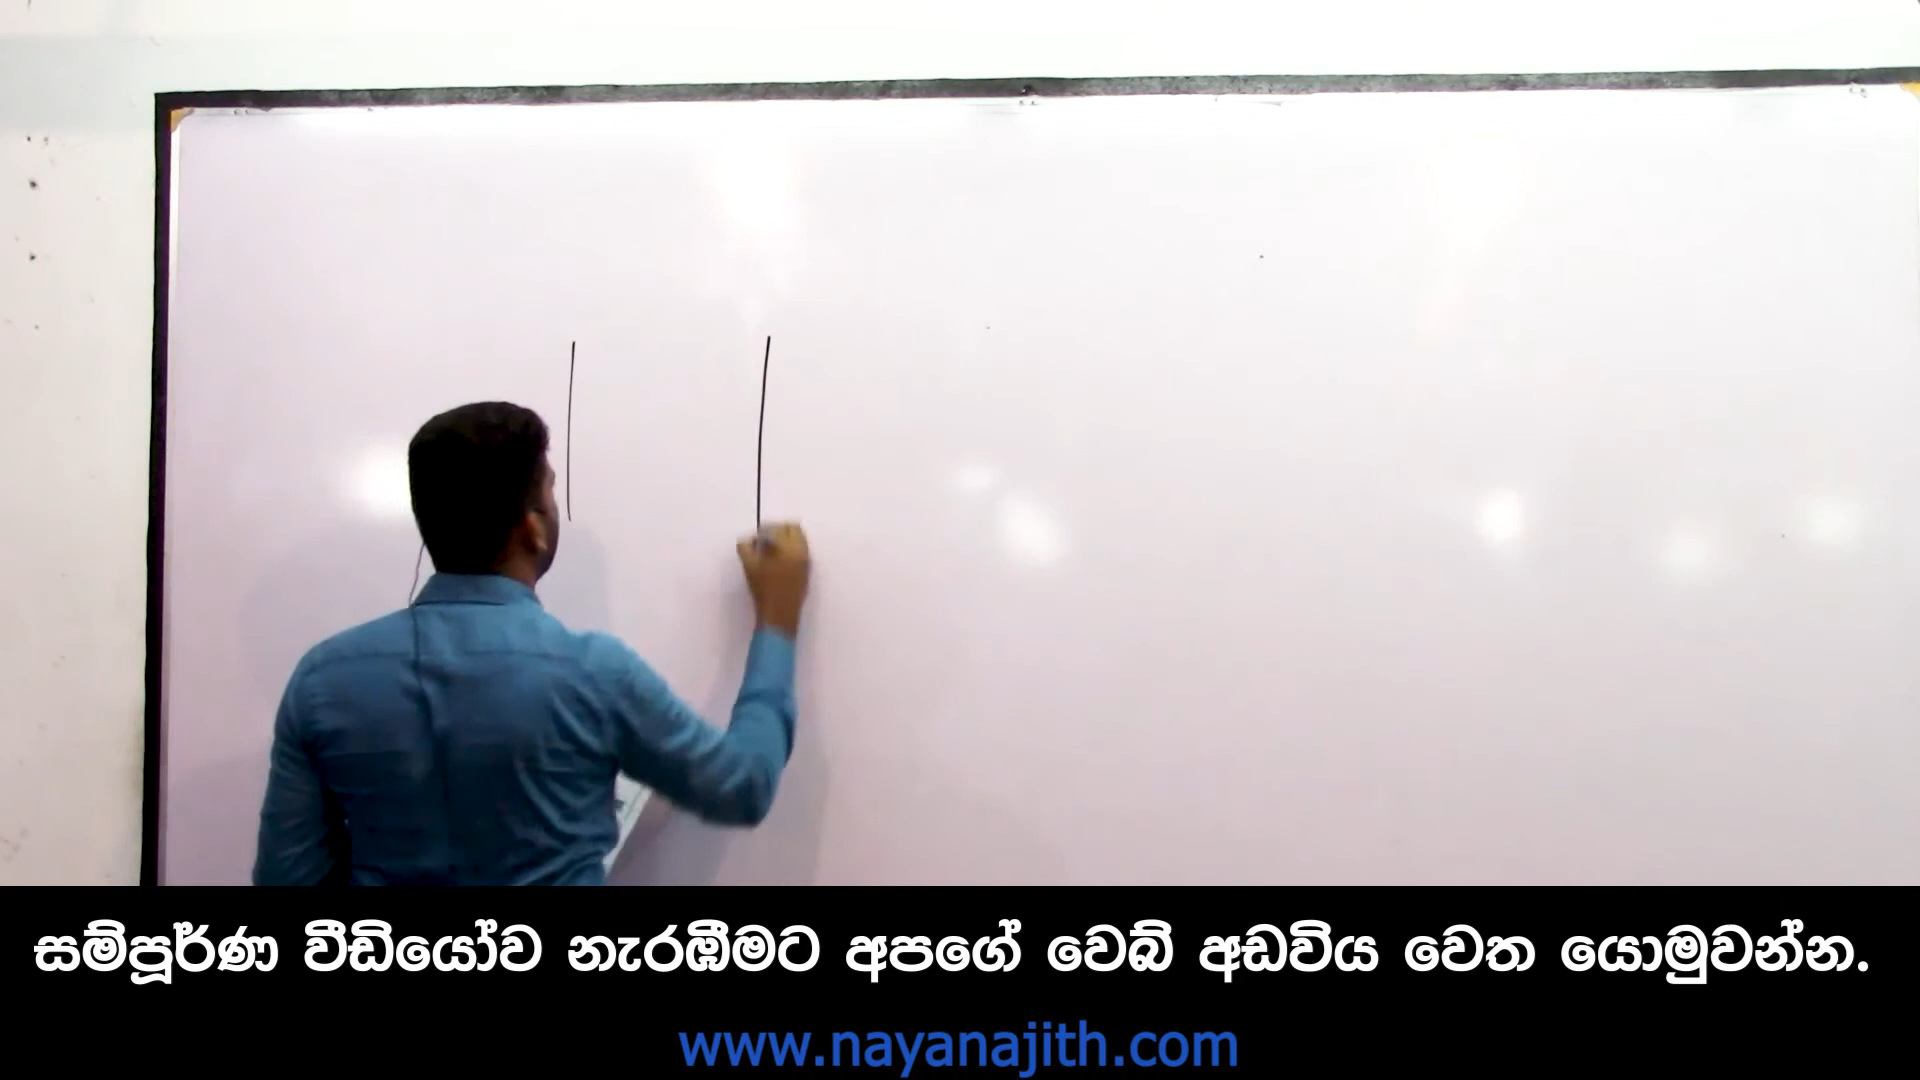 සම්පූර්ණ වීඩියෝව නැරඹීමට අපගේ වෙබ් අඩවිය වෙත යොමුවන්න.
www.nayanajith.com